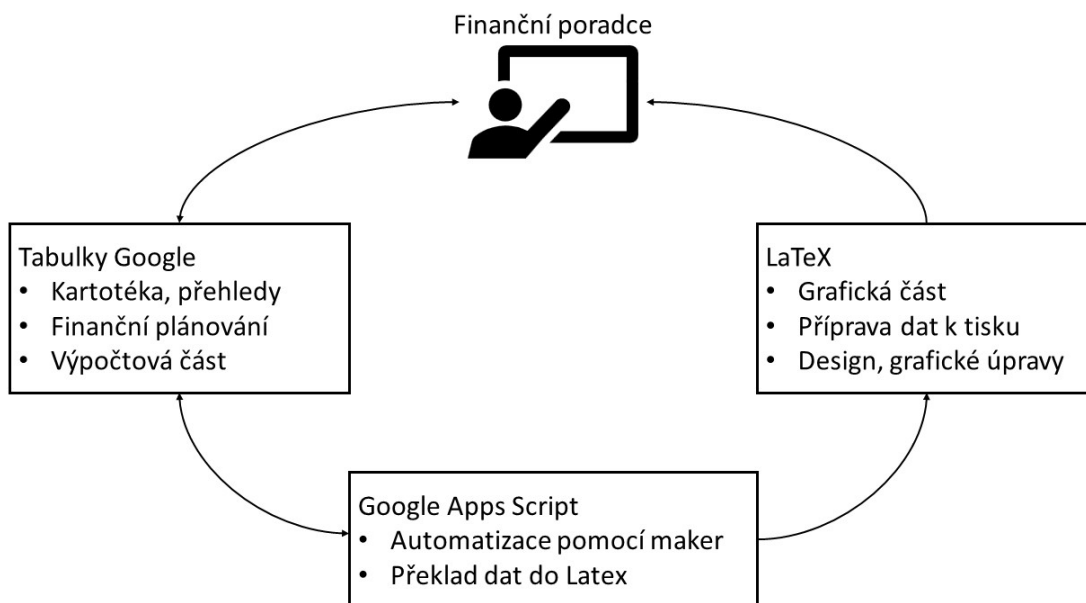 Finanční poradce
Tabulky Google
• Kartotéka, přehledy
• Finanční plánování
• Výpočtová část
LaTeX
• Grafická část
• Příprava dat k tisku
• Design, grafické úpravy
Google Apps Script
• Automatizace pomocí maker
• Překlad dat do Latex